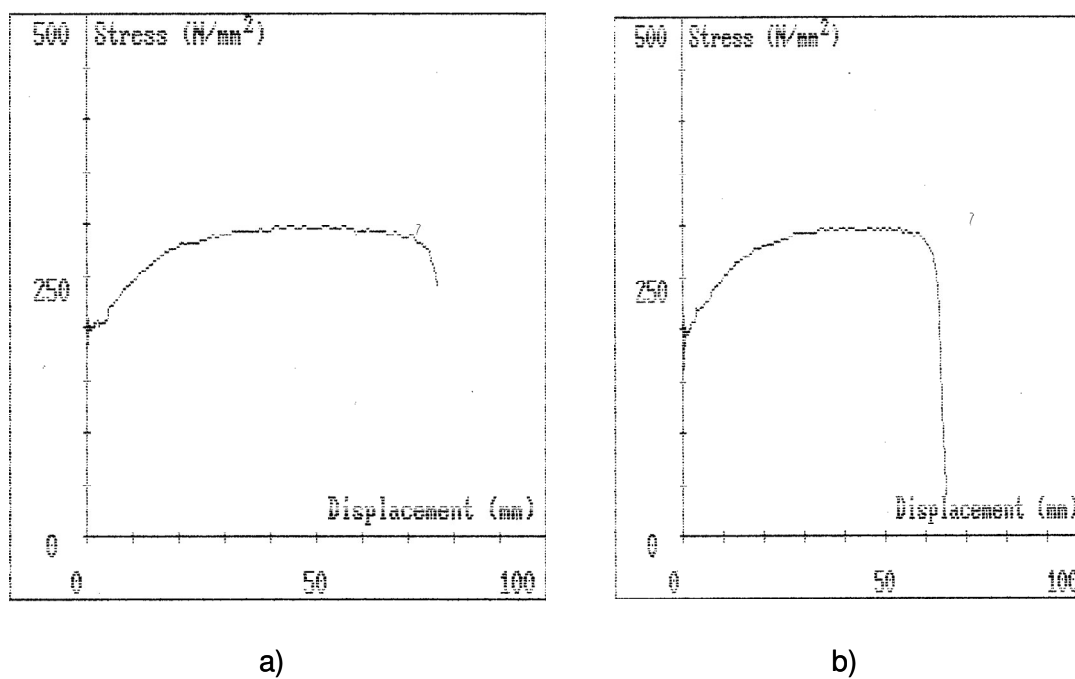 500 Stress (N/mm²)
250
Displacement (mm)
0
0 50 100
a)
500 Stress (N/mm²)
250
Displacement (mm)
0
0 50 100
b)